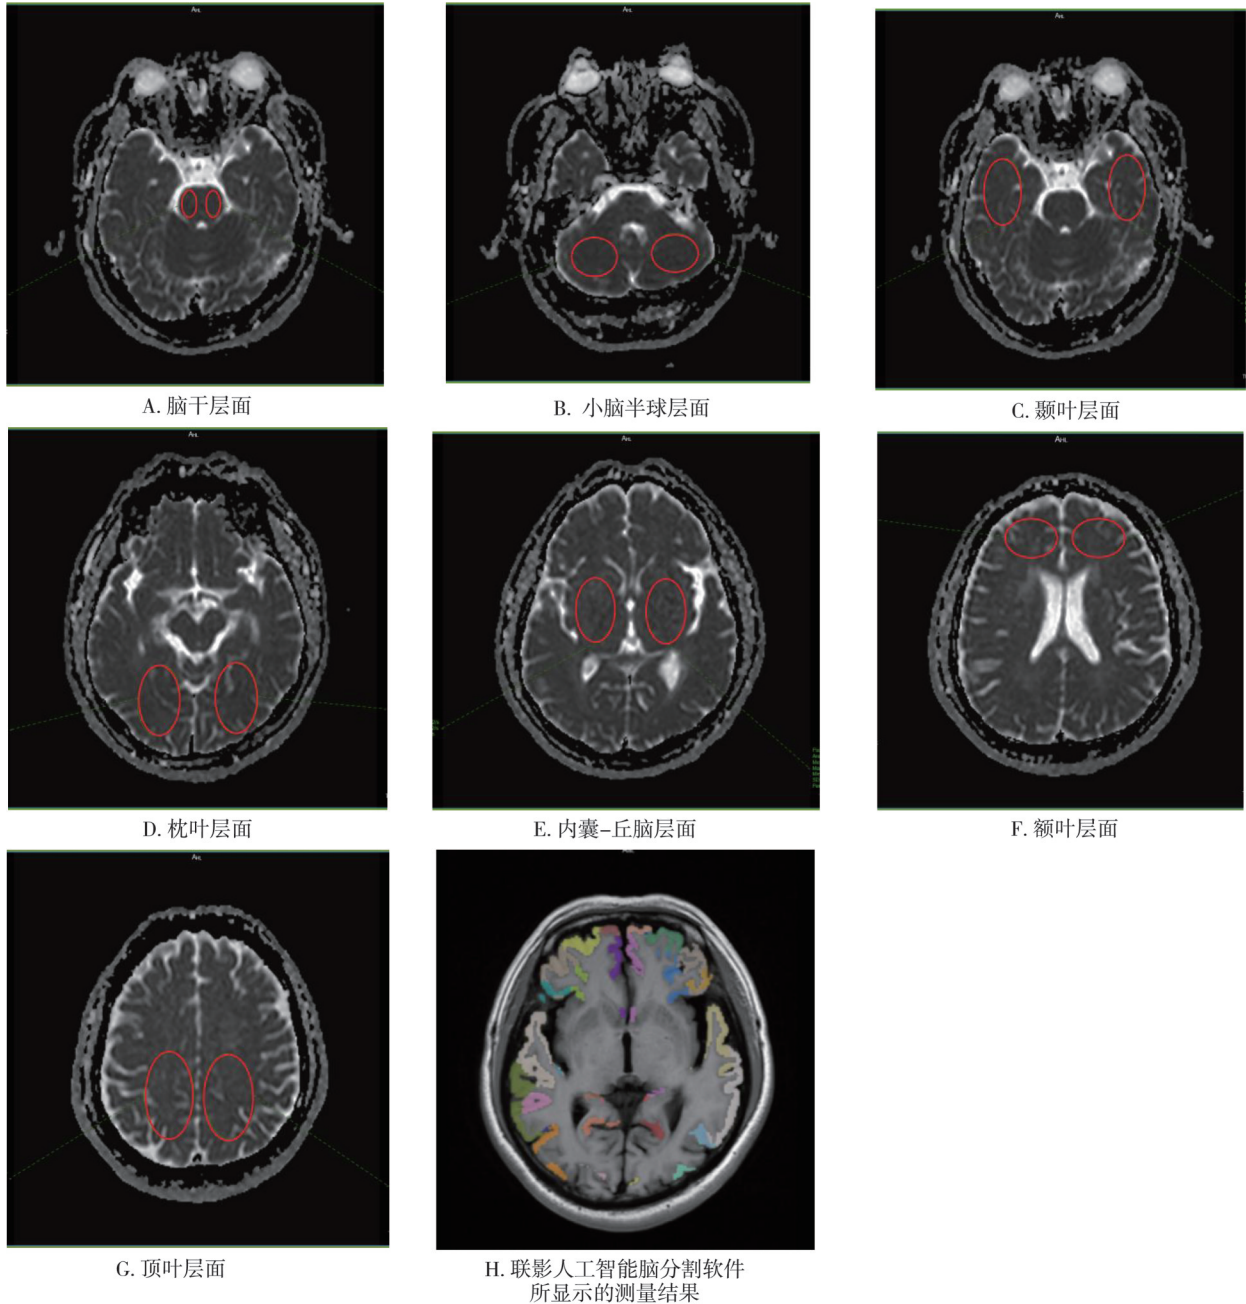 A. 脑干层面
B. 小脑半球层面
C. 颞叶层面
D. 枕叶层面
E. 内囊–丘脑层面
F. 额叶层面
G. 顶叶层面
H. 联影人工智能脑分割软件
所显示的测量结果